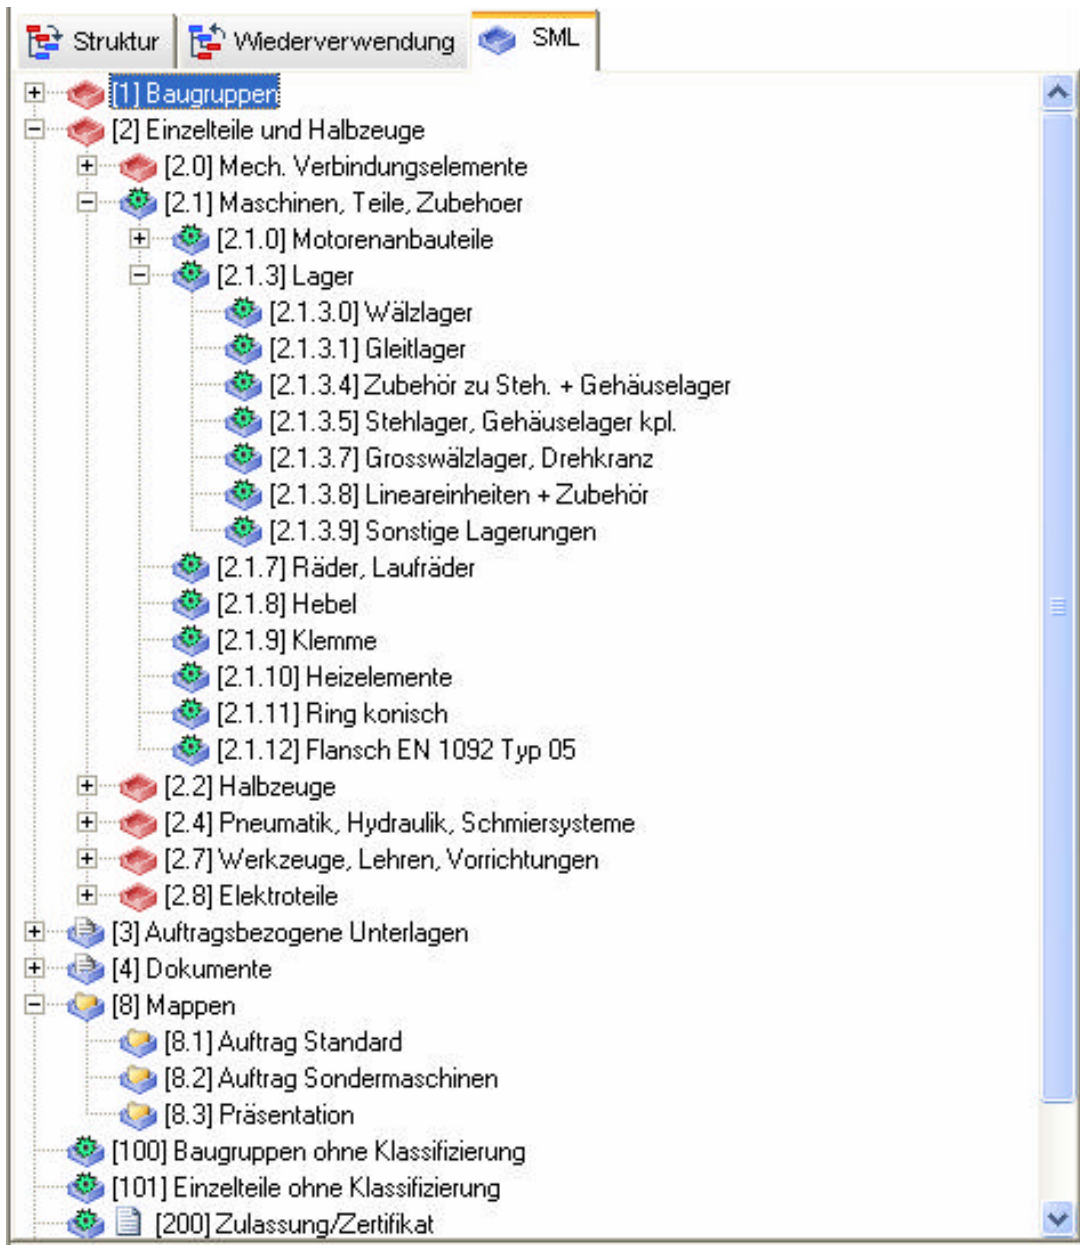 Struktur Wiederverwendung SML
[1] Baugruppen
[2] Einzelteile und Halbzeuge
[2.0] Mech. Verbindungselemente
[2.1] Maschinen, Teile, Zubehoer
[2.1.0] Motorenanbauteile
[2.1.3] Lager
[2.1.3.0] Wälzlager
[2.1.3.1] Gleitlager
[2.1.3.4] Zubehör zu Steh. + Gehäuselager
[2.1.3.5] Stehlager, Gehäuselager kpl.
[2.1.3.7] Grosswälzlager, Drehkranz
[2.1.3.8] Lineareinheiten + Zubehör
[2.1.3.9] Sonstige Lagerungen
[2.1.7] Räder, Laufräder
[2.1.8] Hebel
[2.1.9] Klemme
[2.1.10] Heizelemente
[2.1.11] Ring konisch
[2.1.12] Flansch EN 1092 Typ 05
[2.2] Halbzeuge
[2.4] Pneumatik, Hydraulik, Schmiersysteme
[2.7] Werkzeuge, Lehren, Vorrichtungen
[2.8] Elektroteile
[3] Auftragsbezogene Unterlagen
[4] Dokumente
[8] Mappen
[8.1] Auftrag Standard
[8.2] Auftrag Sondermaschinen
[8.3] Präsentation
[100] Baugruppen ohne Klassifizierung
[101] Einzelteile ohne Klassifizierung
[200] Zulassung/Zertifikat